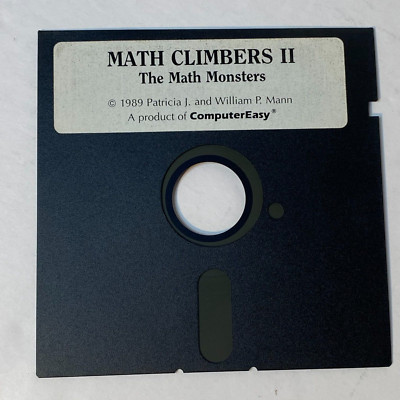 MATH CLIMBERS II
The Math Monsters
© 1989 Patricia J. and William P. Mann
A product of ComputerEasy®